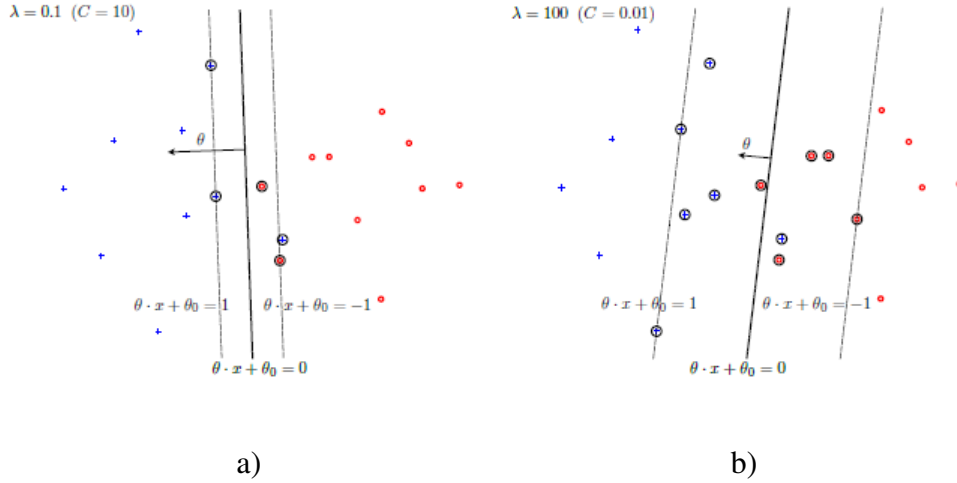 λ = 0.1 (C = 10)
θ
θ · x + θ₀ = 1
θ · x + θ₀ = −1
θ · x + θ₀ = 0
a)
λ = 100 (C = 0.01)
θ
θ · x + θ₀ = 1
θ · x + θ₀ = −1
θ · x + θ₀ = 0
b)